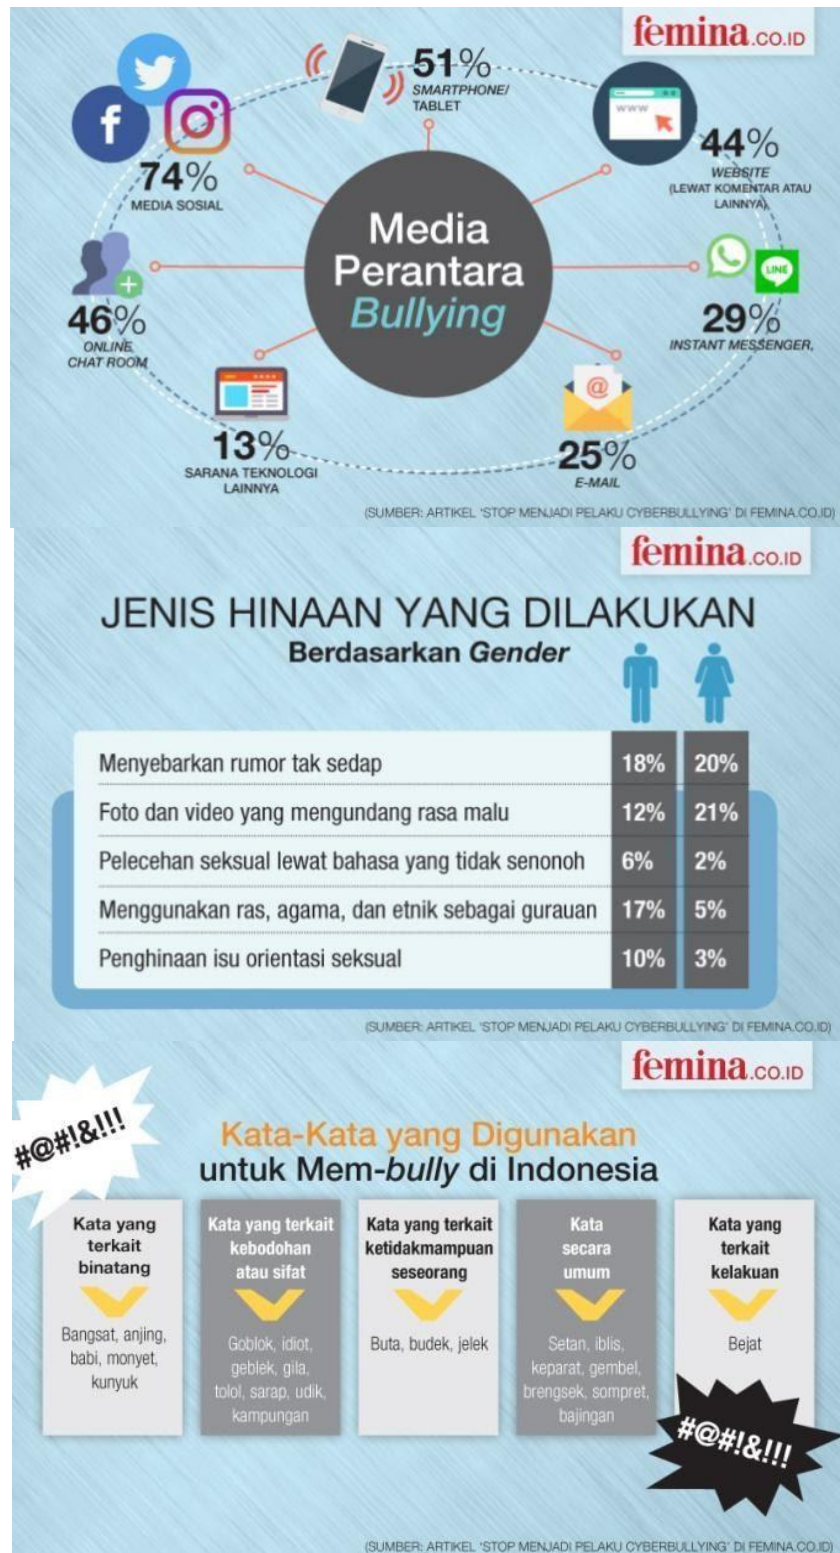 femina.CO.ID
51%
SMARTPHONE/
TABLET
www
44%
WEBSITE
(LEWAT KOMENTAR ATAU
LAINNYA),
f
74%
MEDIA SOSIAL
Media
Perantara
Bullying
LINE
29%
INSTANT MESSENGER,
46%
ONLINE
CHAT ROOM
13%
SARANA TEKNOLOGI
LAINNYA
@
25%
E-MAIL
(SUMBER: ARTIKEL 'STOP MENJADI PELAKU CYBERBULLYING' DI FEMINA.CO.ID)
femina.CO.ID
JENIS HINAAN YANG DILAKUKAN
Berdasarkan Gender
Menyebarkan rumor tak sedap 18% 20%
Foto dan video yang mengundang rasa malu 12% 21%
Pelecehan seksual lewat bahasa yang tidak senonoh 6% 2%
Menggunakan ras, agama, dan etnik sebagai gurauan 17% 5%
Penghinaan isu orientasi seksual 10% 3%
(SUMBER: ARTIKEL 'STOP MENJADI PELAKU CYBERBULLYING' DI FEMINA.CO.ID)
femina.CO.ID
#@#!&!!!
Kata-Kata yang Digunakan
untuk Mem-bully di Indonesia
Kata yang
terkait
binatang
Bangsat, anjing,
babi, monyet,
kunyuk
Kata yang terkait
kebodohan
atau sifat
Goblok, idiot,
geblek, gila,
tolol, sarap, udik,
kampungan
Kata yang terkait
ketidakmampuan
seseorang
Buta, budek, jelek
Kata
secara
umum
Setan, iblis,
keparat, gembel,
brengsek, sompret,
bajingan
Kata yang
terkait
kelakuan
Bejat
#@#!&!!!
(SUMBER: ARTIKEL 'STOP MENJADI PELAKU CYBERBULLYING' DI FEMINA.CO.ID)